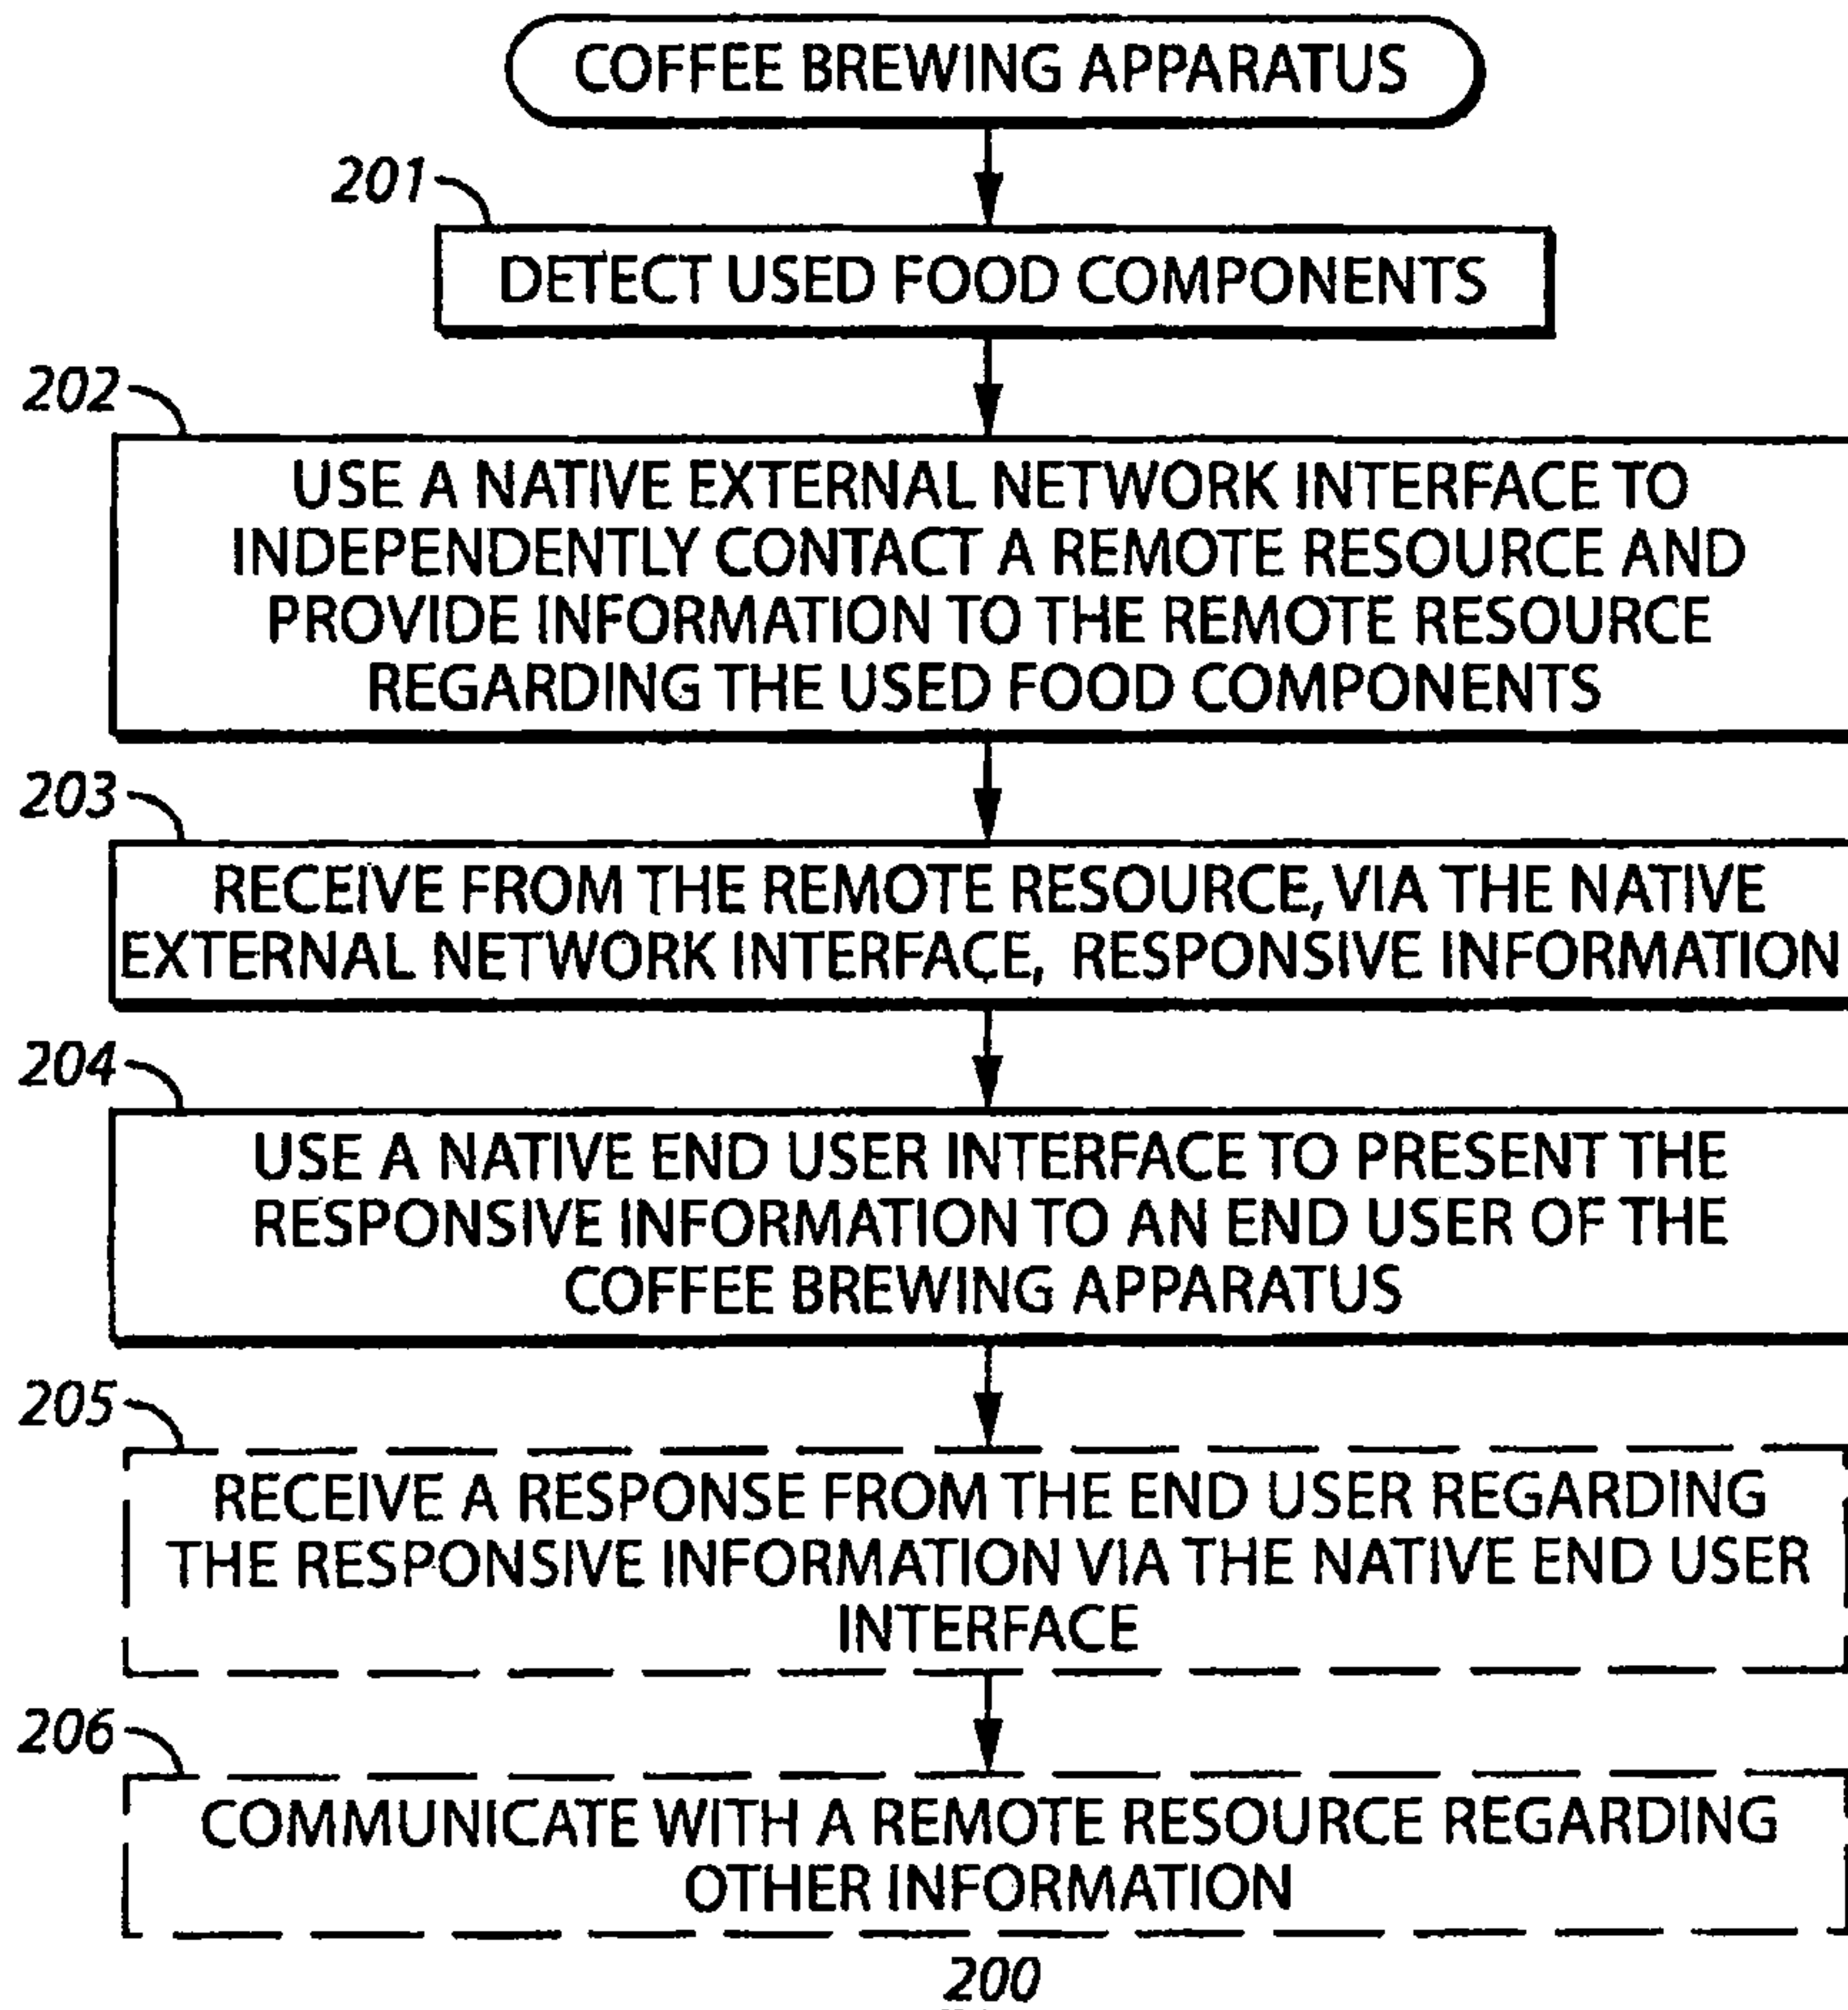 COFFEE BREWING APPARATUS
201
DETECT USED FOOD COMPONENTS
202
USE A NATIVE EXTERNAL NETWORK INTERFACE TO
INDEPENDENTLY CONTACT A REMOTE RESOURCE AND
PROVIDE INFORMATION TO THE REMOTE RESOURCE
REGARDING THE USED FOOD COMPONENTS
203
RECEIVE FROM THE REMOTE RESOURCE, VIA THE NATIVE
EXTERNAL NETWORK INTERFACE, RESPONSIVE INFORMATION
204
USE A NATIVE END USER INTERFACE TO PRESENT THE
RESPONSIVE INFORMATION TO AN END USER OF THE
COFFEE BREWING APPARATUS
205
RECEIVE A RESPONSE FROM THE END USER REGARDING
THE RESPONSIVE INFORMATION VIA THE NATIVE END USER
INTERFACE
206
COMMUNICATE WITH A REMOTE RESOURCE REGARDING
OTHER INFORMATION
200